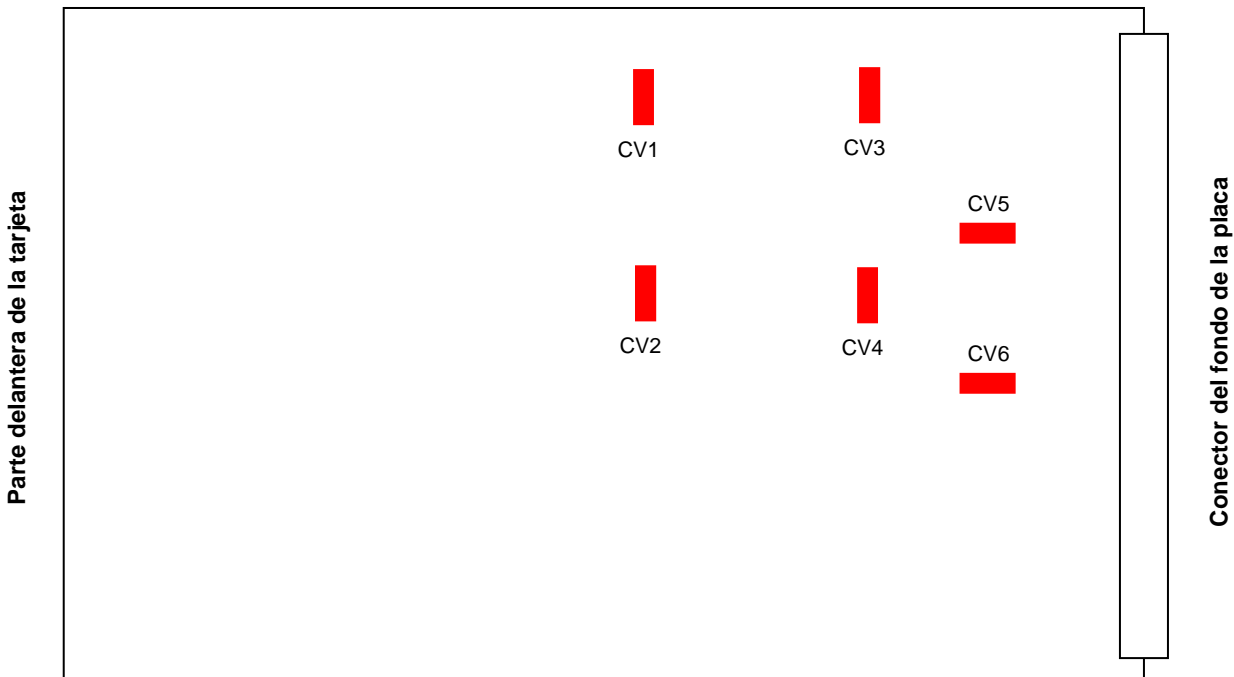 Parte delantera de la tarjeta
CV1
CV3
CV5
CV2
CV4
CV6
Conector del fondo de la placa